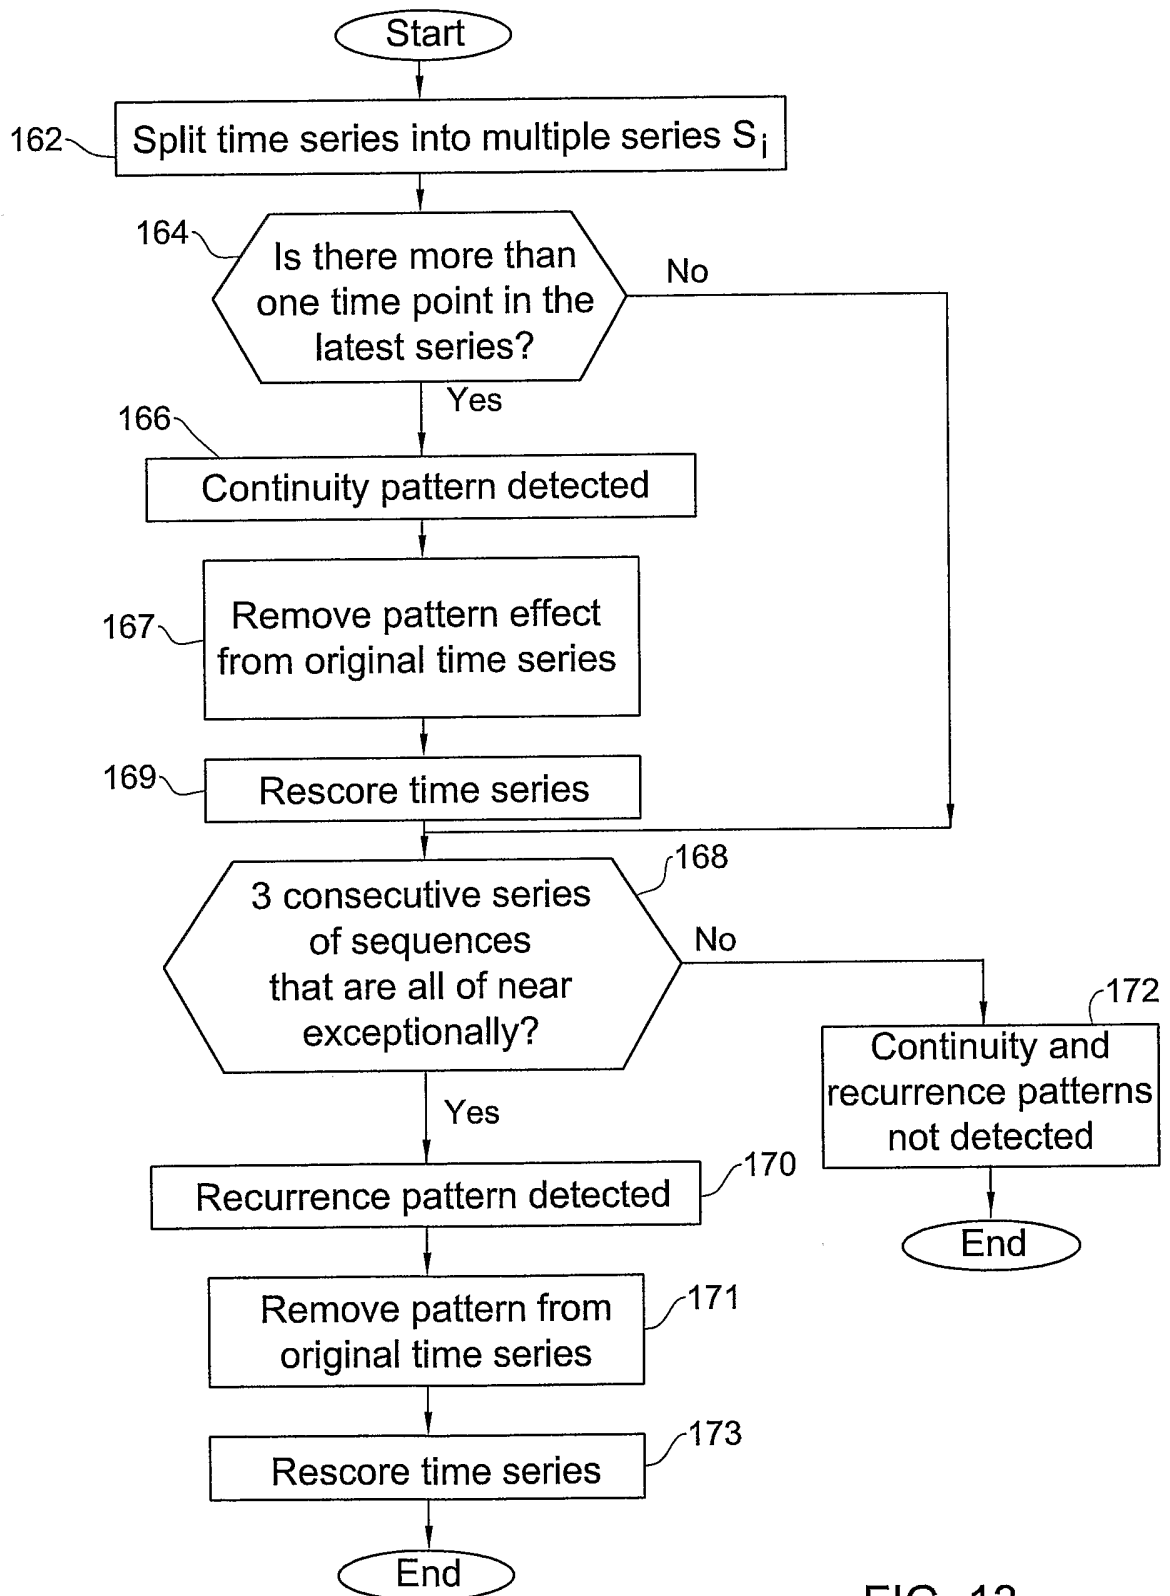 Start
162
Split time series into multiple series Si
164
Is there more than
one time point in the
latest series?
No
Yes
166
Continuity pattern detected
167
Remove pattern effect
from original time series
169
Rescore time series
168
3 consecutive series
of sequences
that are all of near
exceptionally?
No
172
Continuity and
recurrence patterns
not detected
Yes
170
Recurrence pattern detected
End
171
Remove pattern from
original time series
173
Rescore time series
End